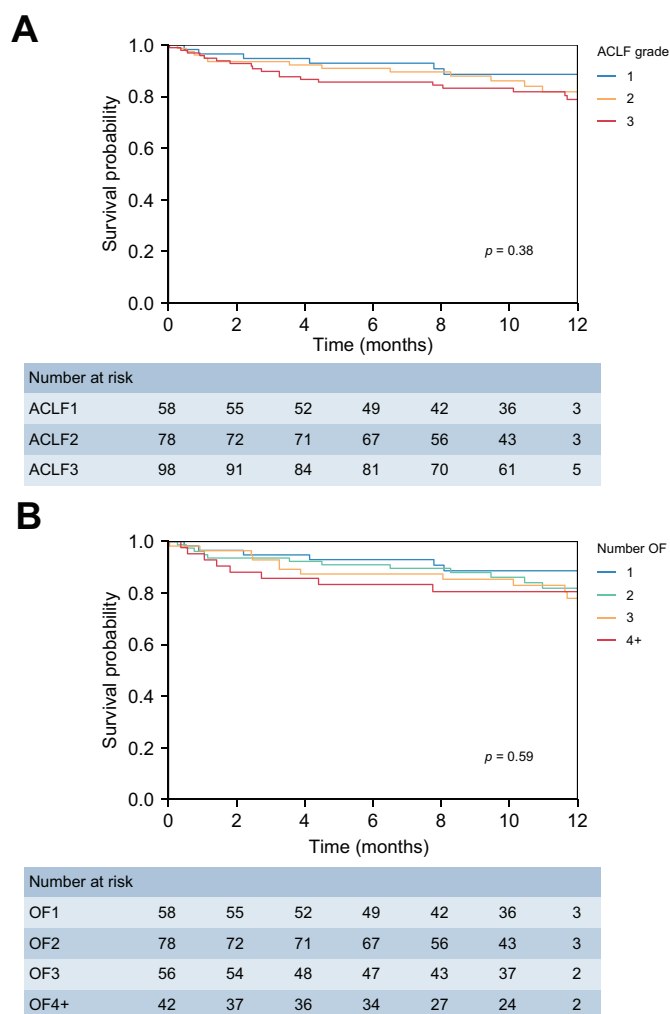 A
ACLF grade
1
2
3
Survival probability
1.0
0.8
0.6
0.4
0.2
0.0
p = 0.38
0 2 4 6 8 10 12
Time (months)
Number at risk
ACLF1 58 55 52 49 42 36 3
ACLF2 78 72 71 67 56 43 3
ACLF3 98 91 84 81 70 61 5
B
Number OF
1
2
3
4+
Survival probability
1.0
0.8
0.6
0.4
0.2
0.0
p = 0.59
0 2 4 6 8 10 12
Time (months)
Number at risk
OF1 58 55 52 49 42 36 3
OF2 78 72 71 67 56 43 3
OF3 56 54 48 47 43 37 2
OF4+ 42 37 36 34 27 24 2